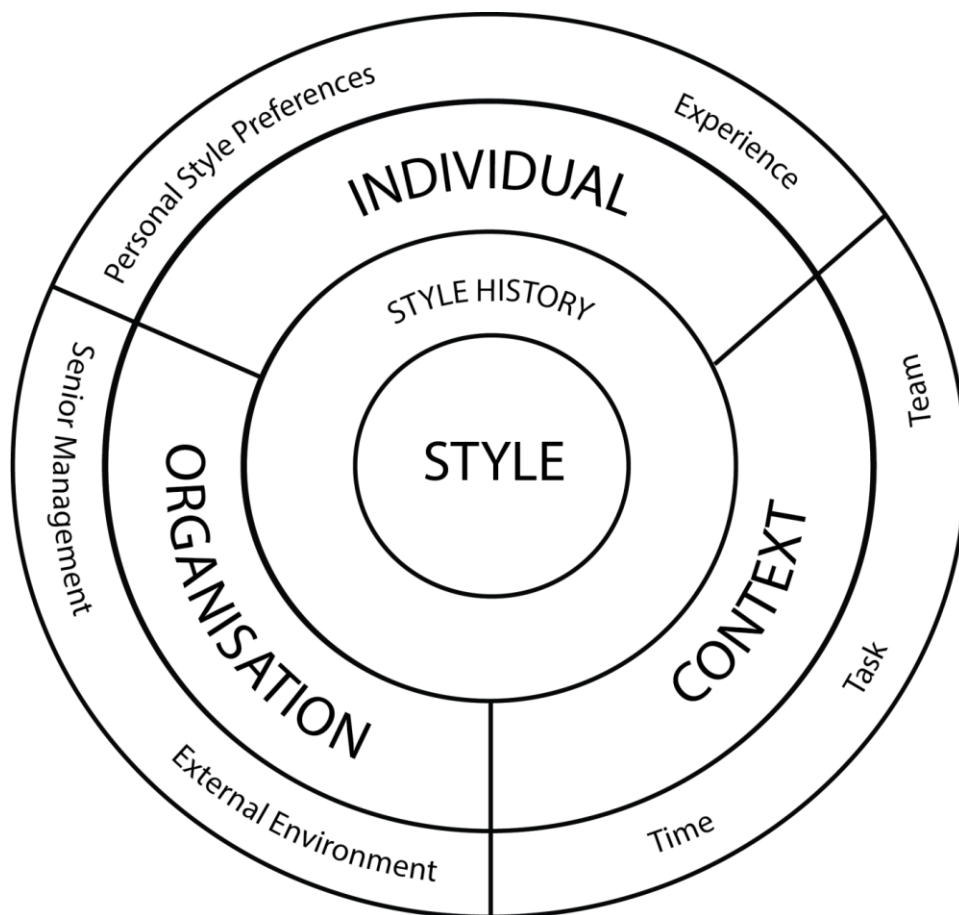 Personal Style Preferences
Experience
INDIVIDUAL
STYLE HISTORY
STYLE
Team
Senior Management
ORGANISATION
CONTEXT
Task
External Environment
Time